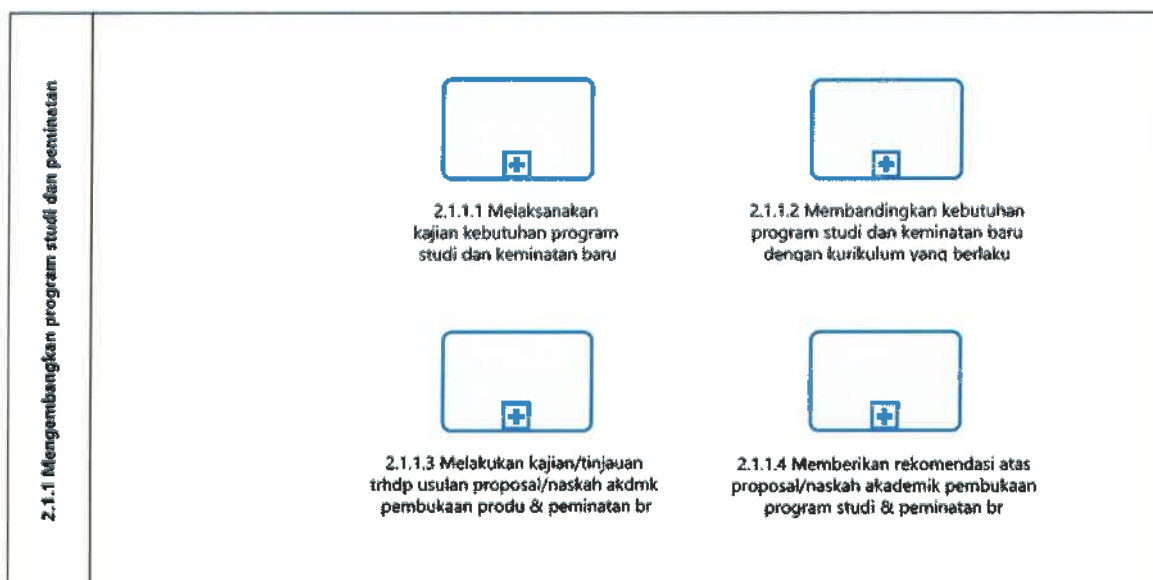 2.1.1 Mengembangkan program studi dan peminatan
2.1.1.1 Melaksanakan
kajian kebutuhan program
studi dan keminatan baru
2.1.1.2 Membandingkan kebutuhan
program studi dan keminatan baru
dengan kurikulum yang berlaku
2.1.1.3 Melakukan kajian/tinjauan
trhdp usulan proposal/naskah akdmk
pembukaan produ & peminatan br
2.1.1.4 Memberikan rekomendasi atas
proposal/naskah akademik pembukaan
program studi & peminatan br